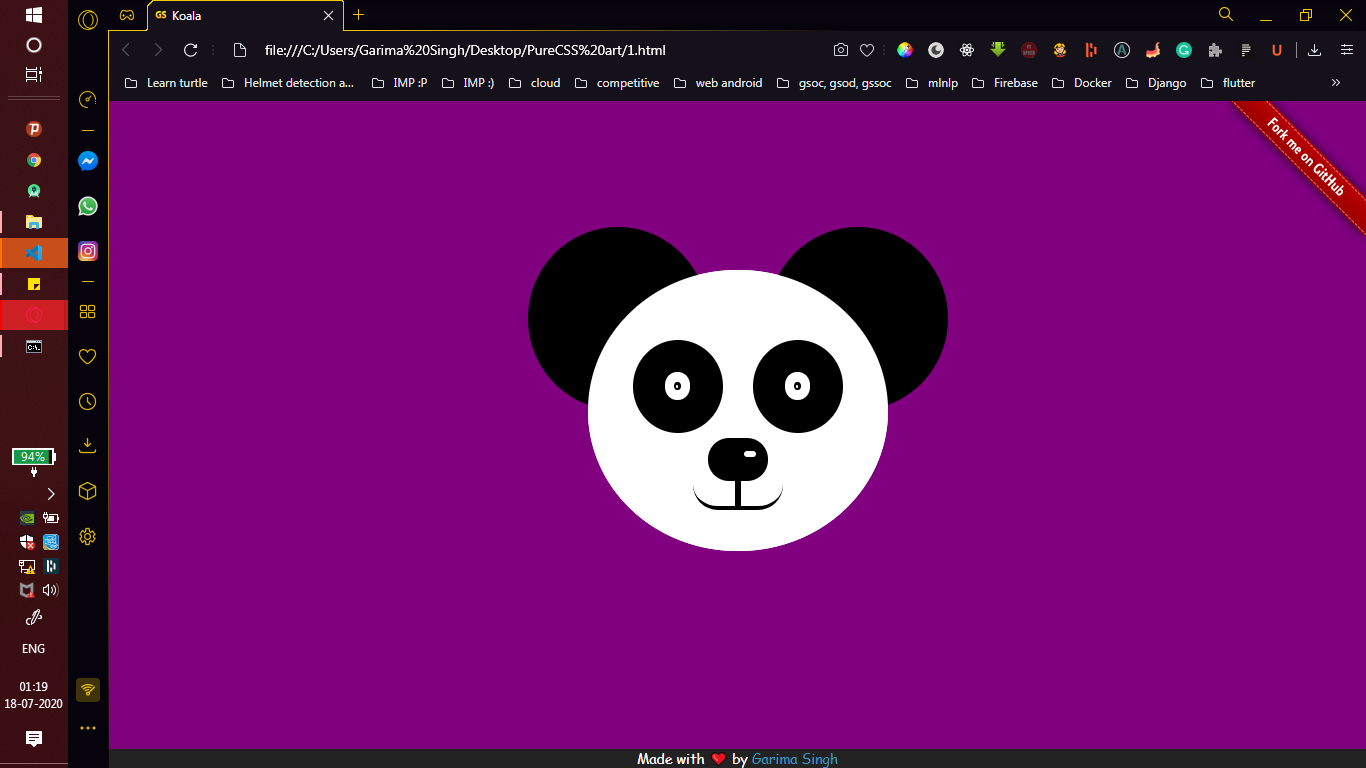 GS Koala
file:///C:/Users/Garima%20Singh/Desktop/PureCSS%20art/1.html
Learn turtle Helmet detection a... IMP :P IMP :) cloud competitive web android gsoc, gsod, gssoc mlnlp Firebase Docker Django flutter »
Fork me on GitHub
94%
ENG
01:19
18-07-2020
Made with ❤ by Garima Singh